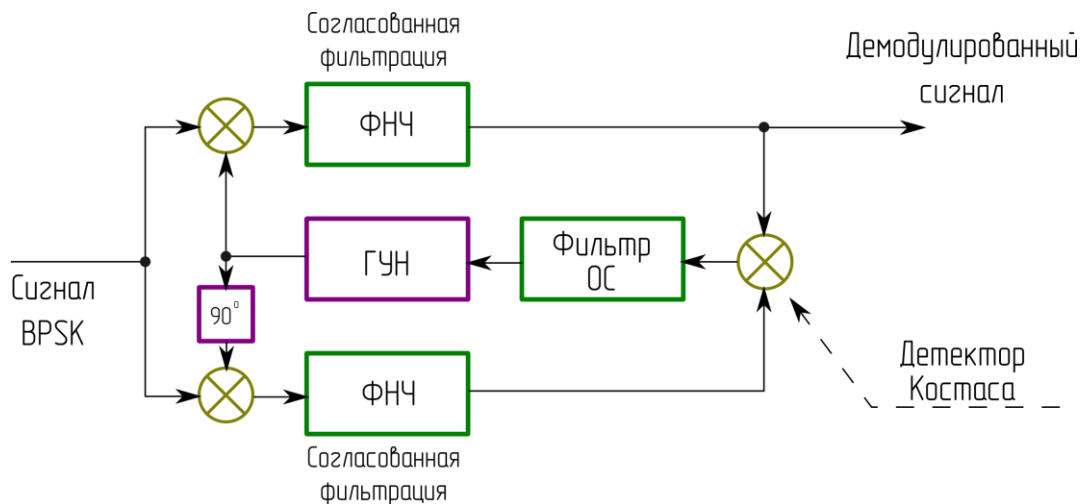 Согласованная
фильтрация
Демодулированный
сигнал
ФНЧ
Сигнал
BPSK
ГУН
Фильтр
ОС
90°
Детектор
Костаса
ФНЧ
Согласованная
фильтрация